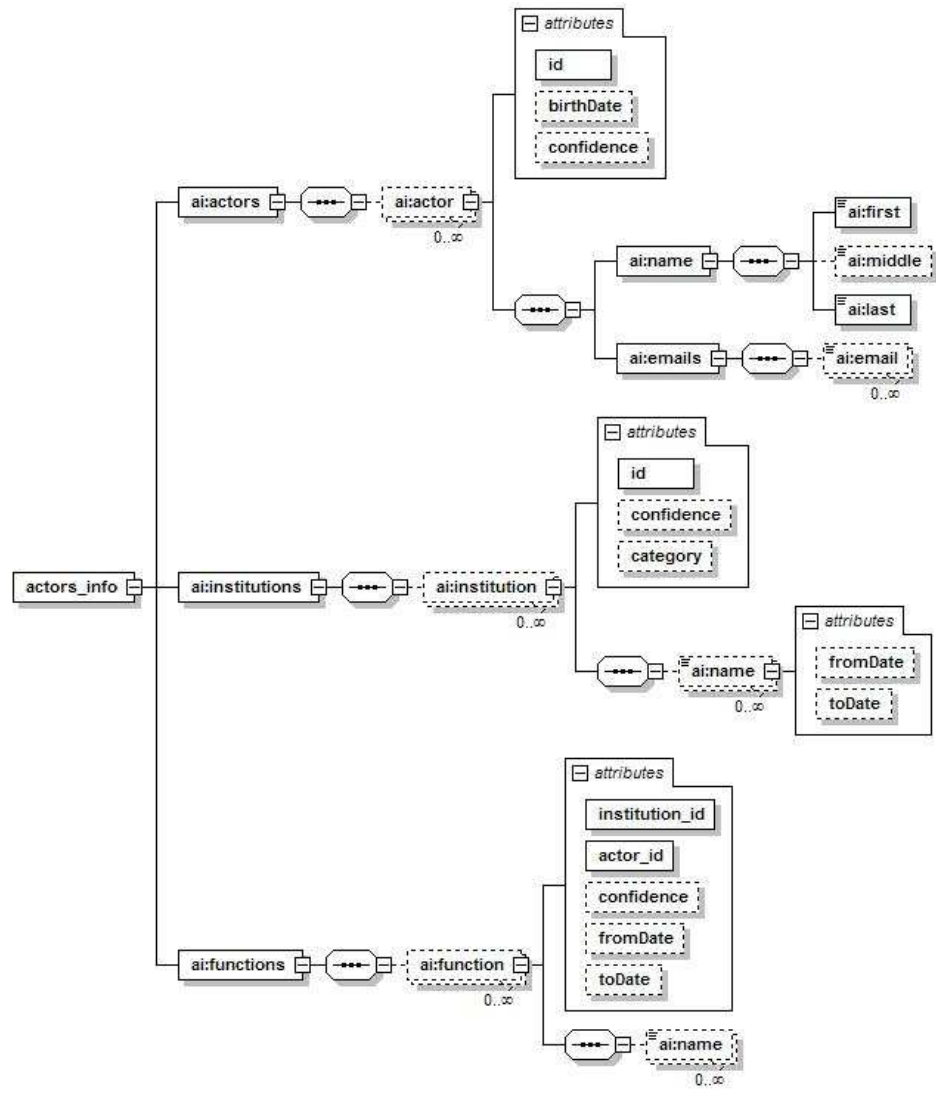 attributes
id
birthDate
confidence
ai:actors
ai:actor
0..∞
ai:name
ai:first
ai:middle
ai:last
ai:emails
ai:email
0..∞
attributes
id
confidence
category
actors_info
ai:institutions
ai:institution
0..∞
ai:name
0..∞
attributes
fromDate
toDate
attributes
institution_id
actor_id
confidence
fromDate
toDate
ai:functions
ai:function
0..∞
ai:name
0..∞